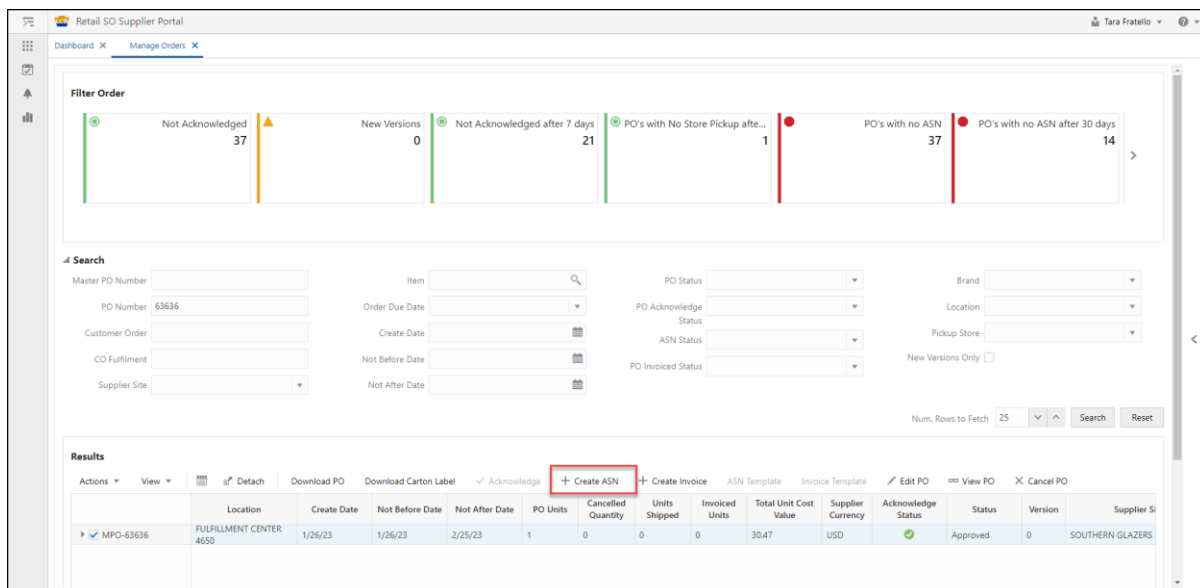 Retail SO Supplier Portal
Tara Fratello
Dashboard
Manage Orders
Filter Order
Not Acknowledged
37
New Versions
0
Not Acknowledged after 7 days
21
PO's with No Store Pickup afte...
1
PO's with no ASN
37
PO's with no ASN after 30 days
14
Search
Master PO Number
PO Number 63636
Customer Order
CO Fulfilment
Supplier Site
Item
Order Due Date
Create Date
Not Before Date
Not After Date
PO Status
PO Acknowledge
Status
ASN Status
PO Invoiced Status
Brand
Location
Pickup Store
New Versions Only
Num. Rows to Fetch 25 Search Reset
Results
Actions View Detach Download PO Download Carton Label Acknowledge + Create ASN + Create Invoice ASN Template Invoice Template Edit PO View PO Cancel PO
Location Create Date Not Before Date Not After Date PO Units Cancelled Quantity Units Shipped Invoiced Units Total Unit Cost Value Supplier Currency Acknowledge Status Status Version Supplier Si
MPO-63636 FULFILLMENT CENTER 4650 1/26/23 1/26/23 2/25/23 1 0 0 0 30.47 USD Approved 0 SOUTHERN GLAZERS